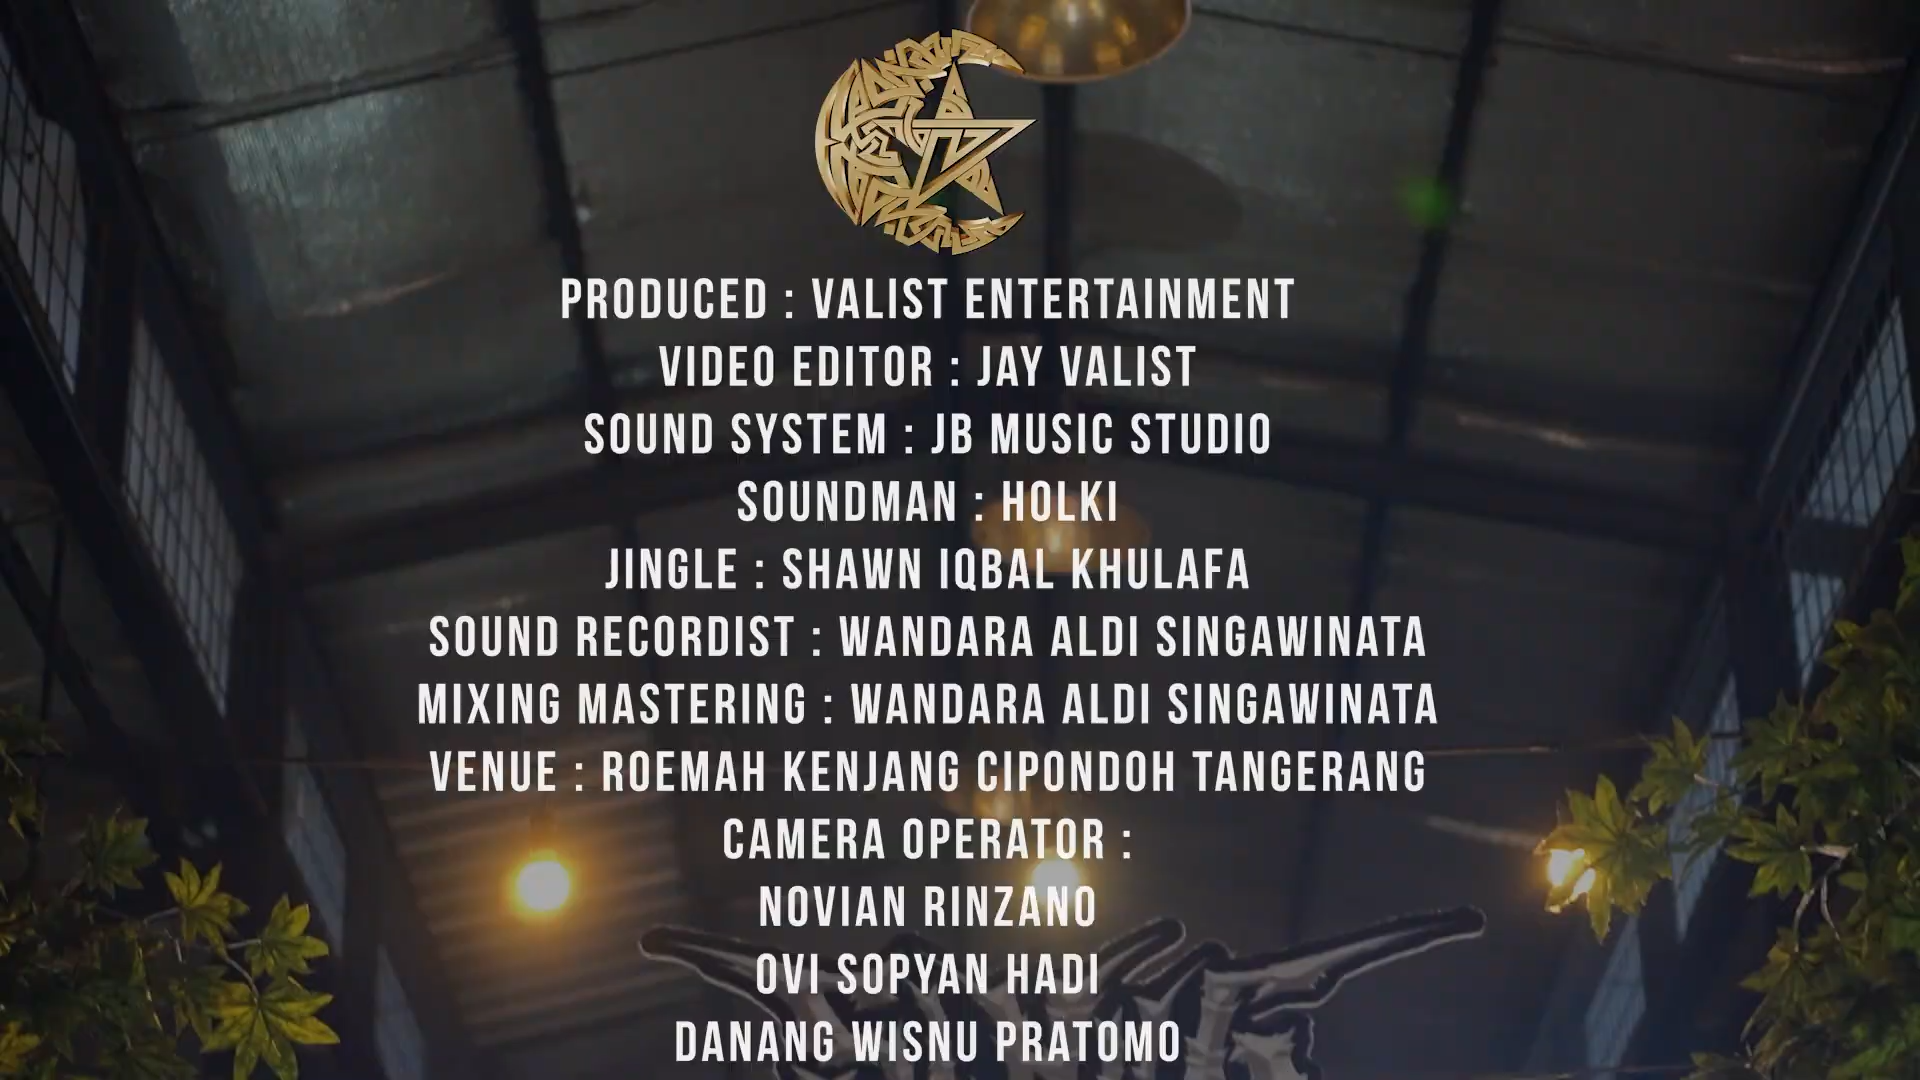 PRODUCED : VALIST ENTERTAINMENT
VIDEO EDITOR : JAY VALIST
SOUND SYSTEM : JB MUSIC STUDIO
SOUNDMAN : HOLKI
JINGLE : SHAWN IQBAL KHULAFA
SOUND RECORDIST : WANDARA ALDI SINGAWINATA
MIXING MASTERING : WANDARA ALDI SINGAWINATA
VENUE : ROEMAH KENJANG CIPONDOH TANGERANG
CAMERA OPERATOR :
NOVIAN RINZANO
OVI SOPYAN HADI
DANANG WISNU PRATOMO